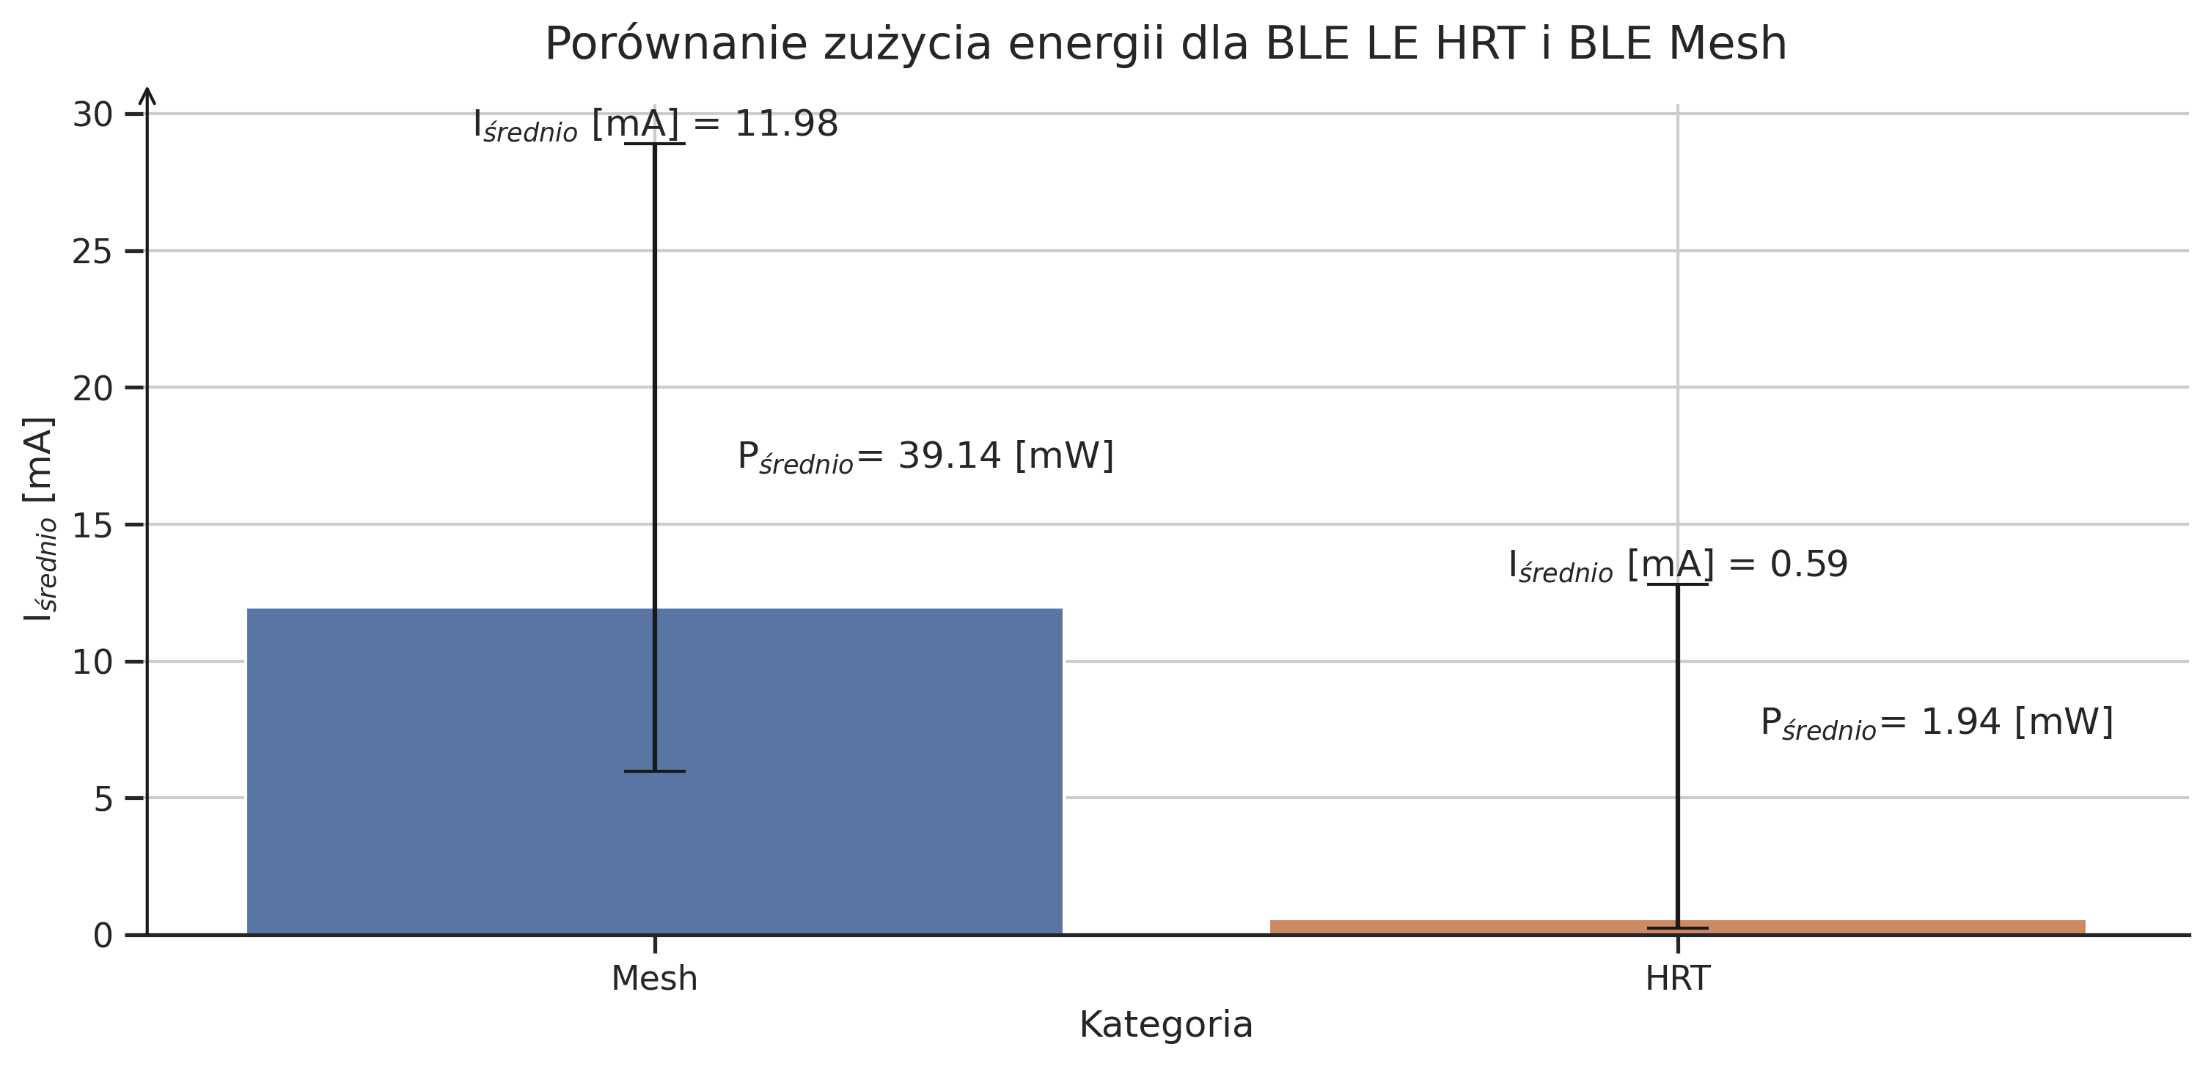 Porównanie zużycia energii dla BLE LE HRT i BLE Mesh
30
25
20
15
10
5
0
Iśrednio [mA]
Iśrednio [mA] = 11.98
Pśrednio= 39.14 [mW]
Iśrednio [mA] = 0.59
Pśrednio= 1.94 [mW]
Mesh
HRT
Kategoria